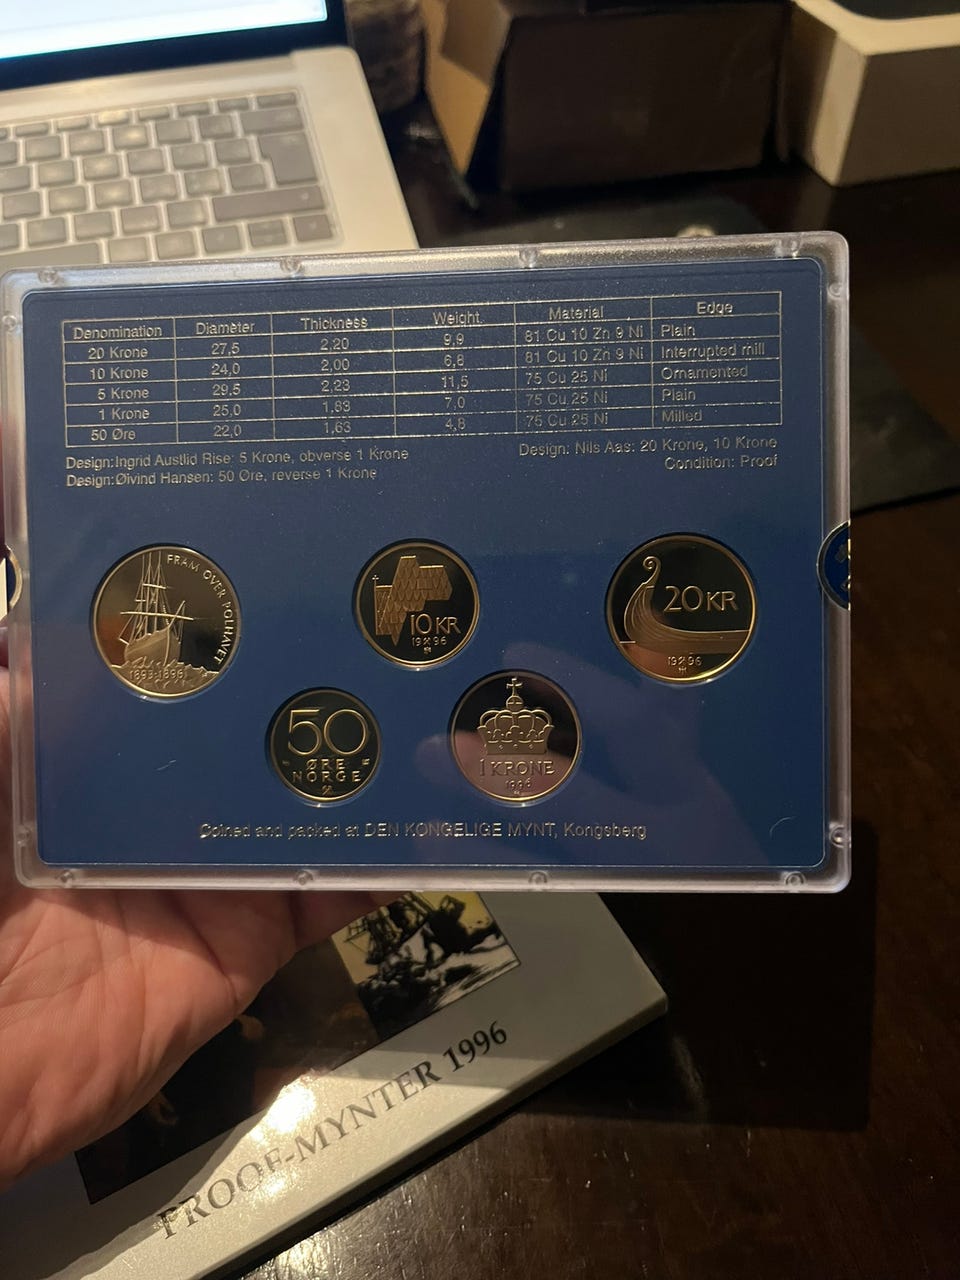 Denomination Diameter Thickness Weight Material Edge
20 Krone 27,5 2,20 9,9 81 Cu 10 Zn 9 Ni Plain
10 Krone 24,0 2,00 6,8 81 Cu 10 Zn 9 Ni Interrupted mill
5 Krone 29,5 2,23 11,5 75 Cu 25 Ni Ornamented
1 Krone 25,0 1,63 7,0 75 Cu 25 Ni Plain
50 Øre 22,0 1,63 4,8 75 Cu 25 Ni Milled
Design:Ingrid Austlid Rise: 5 Krone, obverse 1 Krone
Design:Øivind Hansen: 50 Øre, reverse 1 Krone
Design: Nils Aas: 20 Krone, 10 Krone
Condition: Proof
FRAM OVER POLHAVET
1893-1896
10 KR
1996
20 KR
1996
50
ØRE
NORGE
1 KRONE
1996
Coined and packed at DEN KONGELIGE MYNT, Kongsberg
PROOF-MYNTER 1996